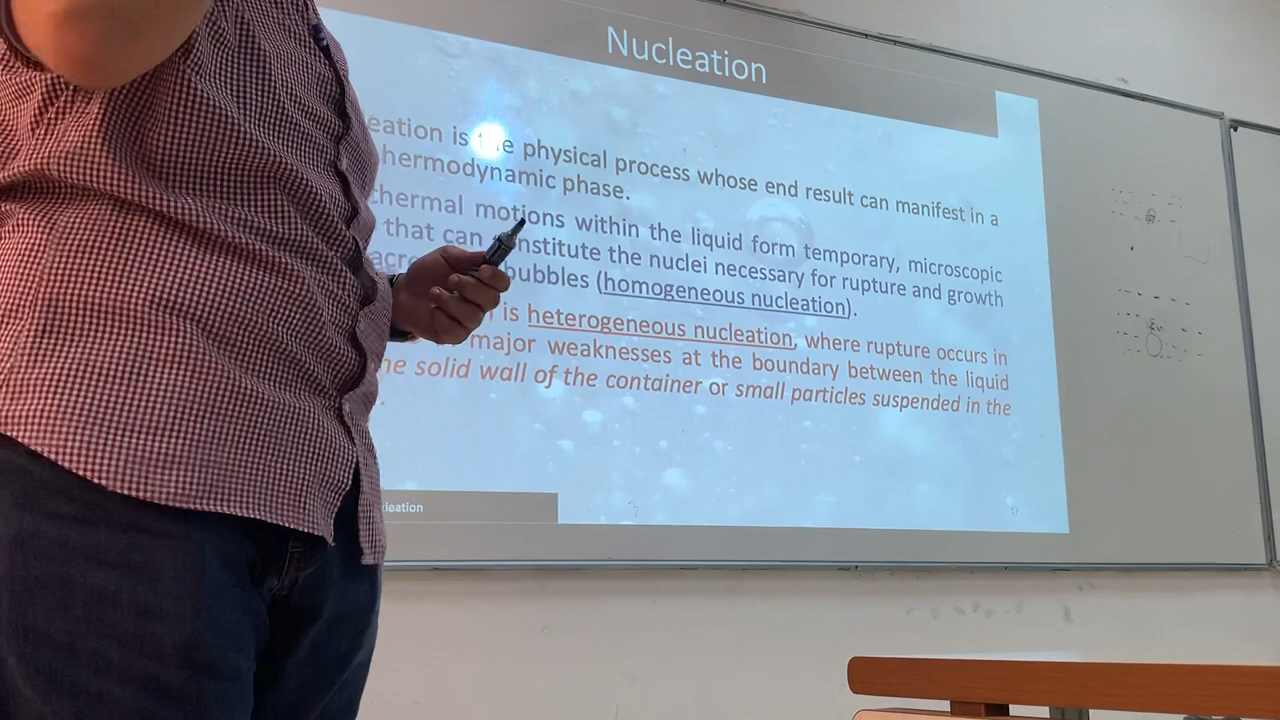 Nucleation
eation is the physical process whose end result can manifest in a
hermodynamic phase.
thermal motions within the liquid form temporary, microscopic
that can constitute the nuclei necessary for rupture and growth
acro bubbles (homogeneous nucleation).
is heterogeneous nucleation, where rupture occurs in
major weaknesses at the boundary between the liquid
he solid wall of the container or small particles suspended in the
.
leation
17